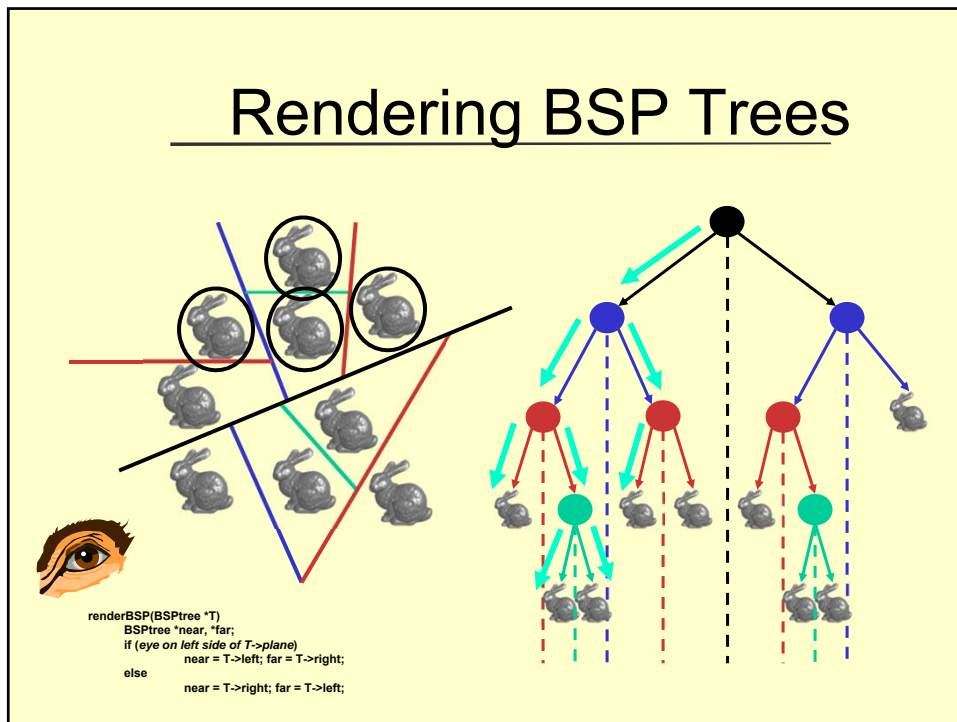 Rendering BSP Trees
renderBSP(BSPtree *T)
BSPtree *near, *far;
if (eye on left side of T->plane)
near = T->left; far = T->right;
else
near = T->right; far = T->left;